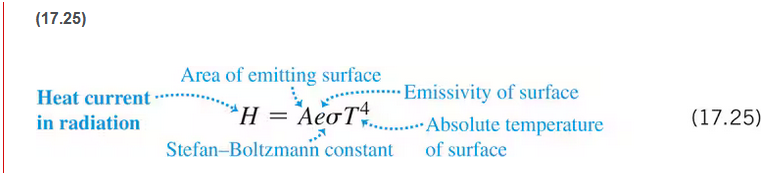 (17.25)
Area of emitting surface
Heat current
in radiation
Emissivity of surface
H = AeσT⁴
(17.25)
Absolute temperature
of surface
Stefan–Boltzmann constant